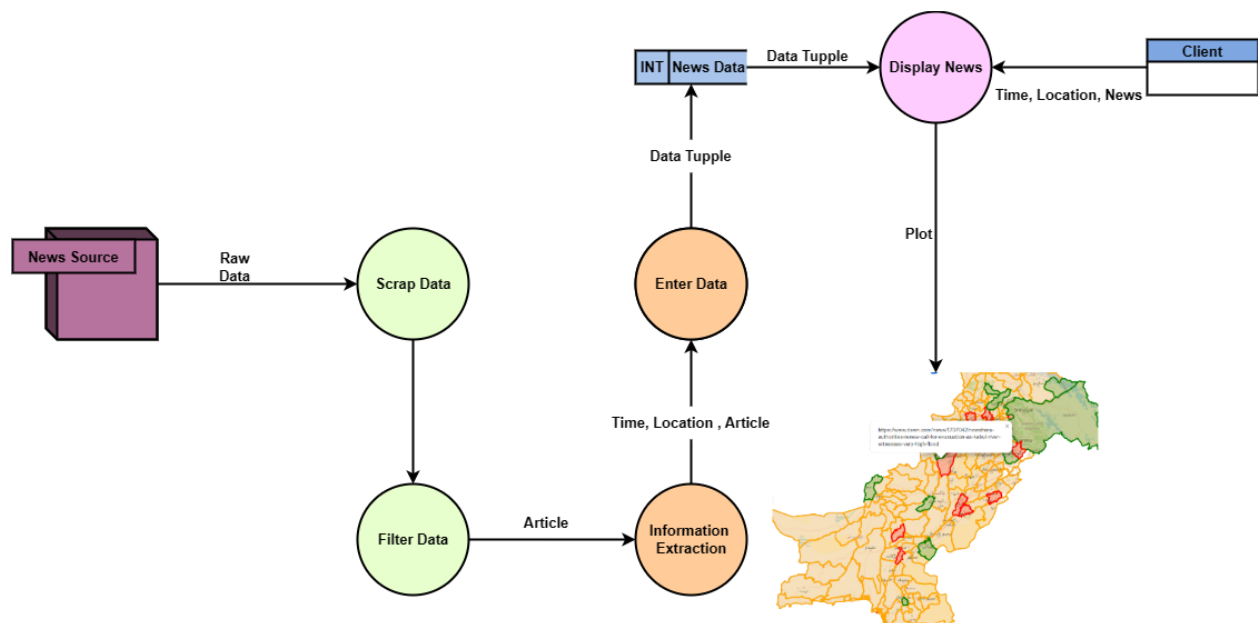 INT
News Data
Data Tupple
Display News
Client
Time, Location, News
Data Tupple
Plot
News Source
Raw
Data
Scrap Data
Enter Data
Time, Location , Article
Filter Data
Article
Information
Extraction